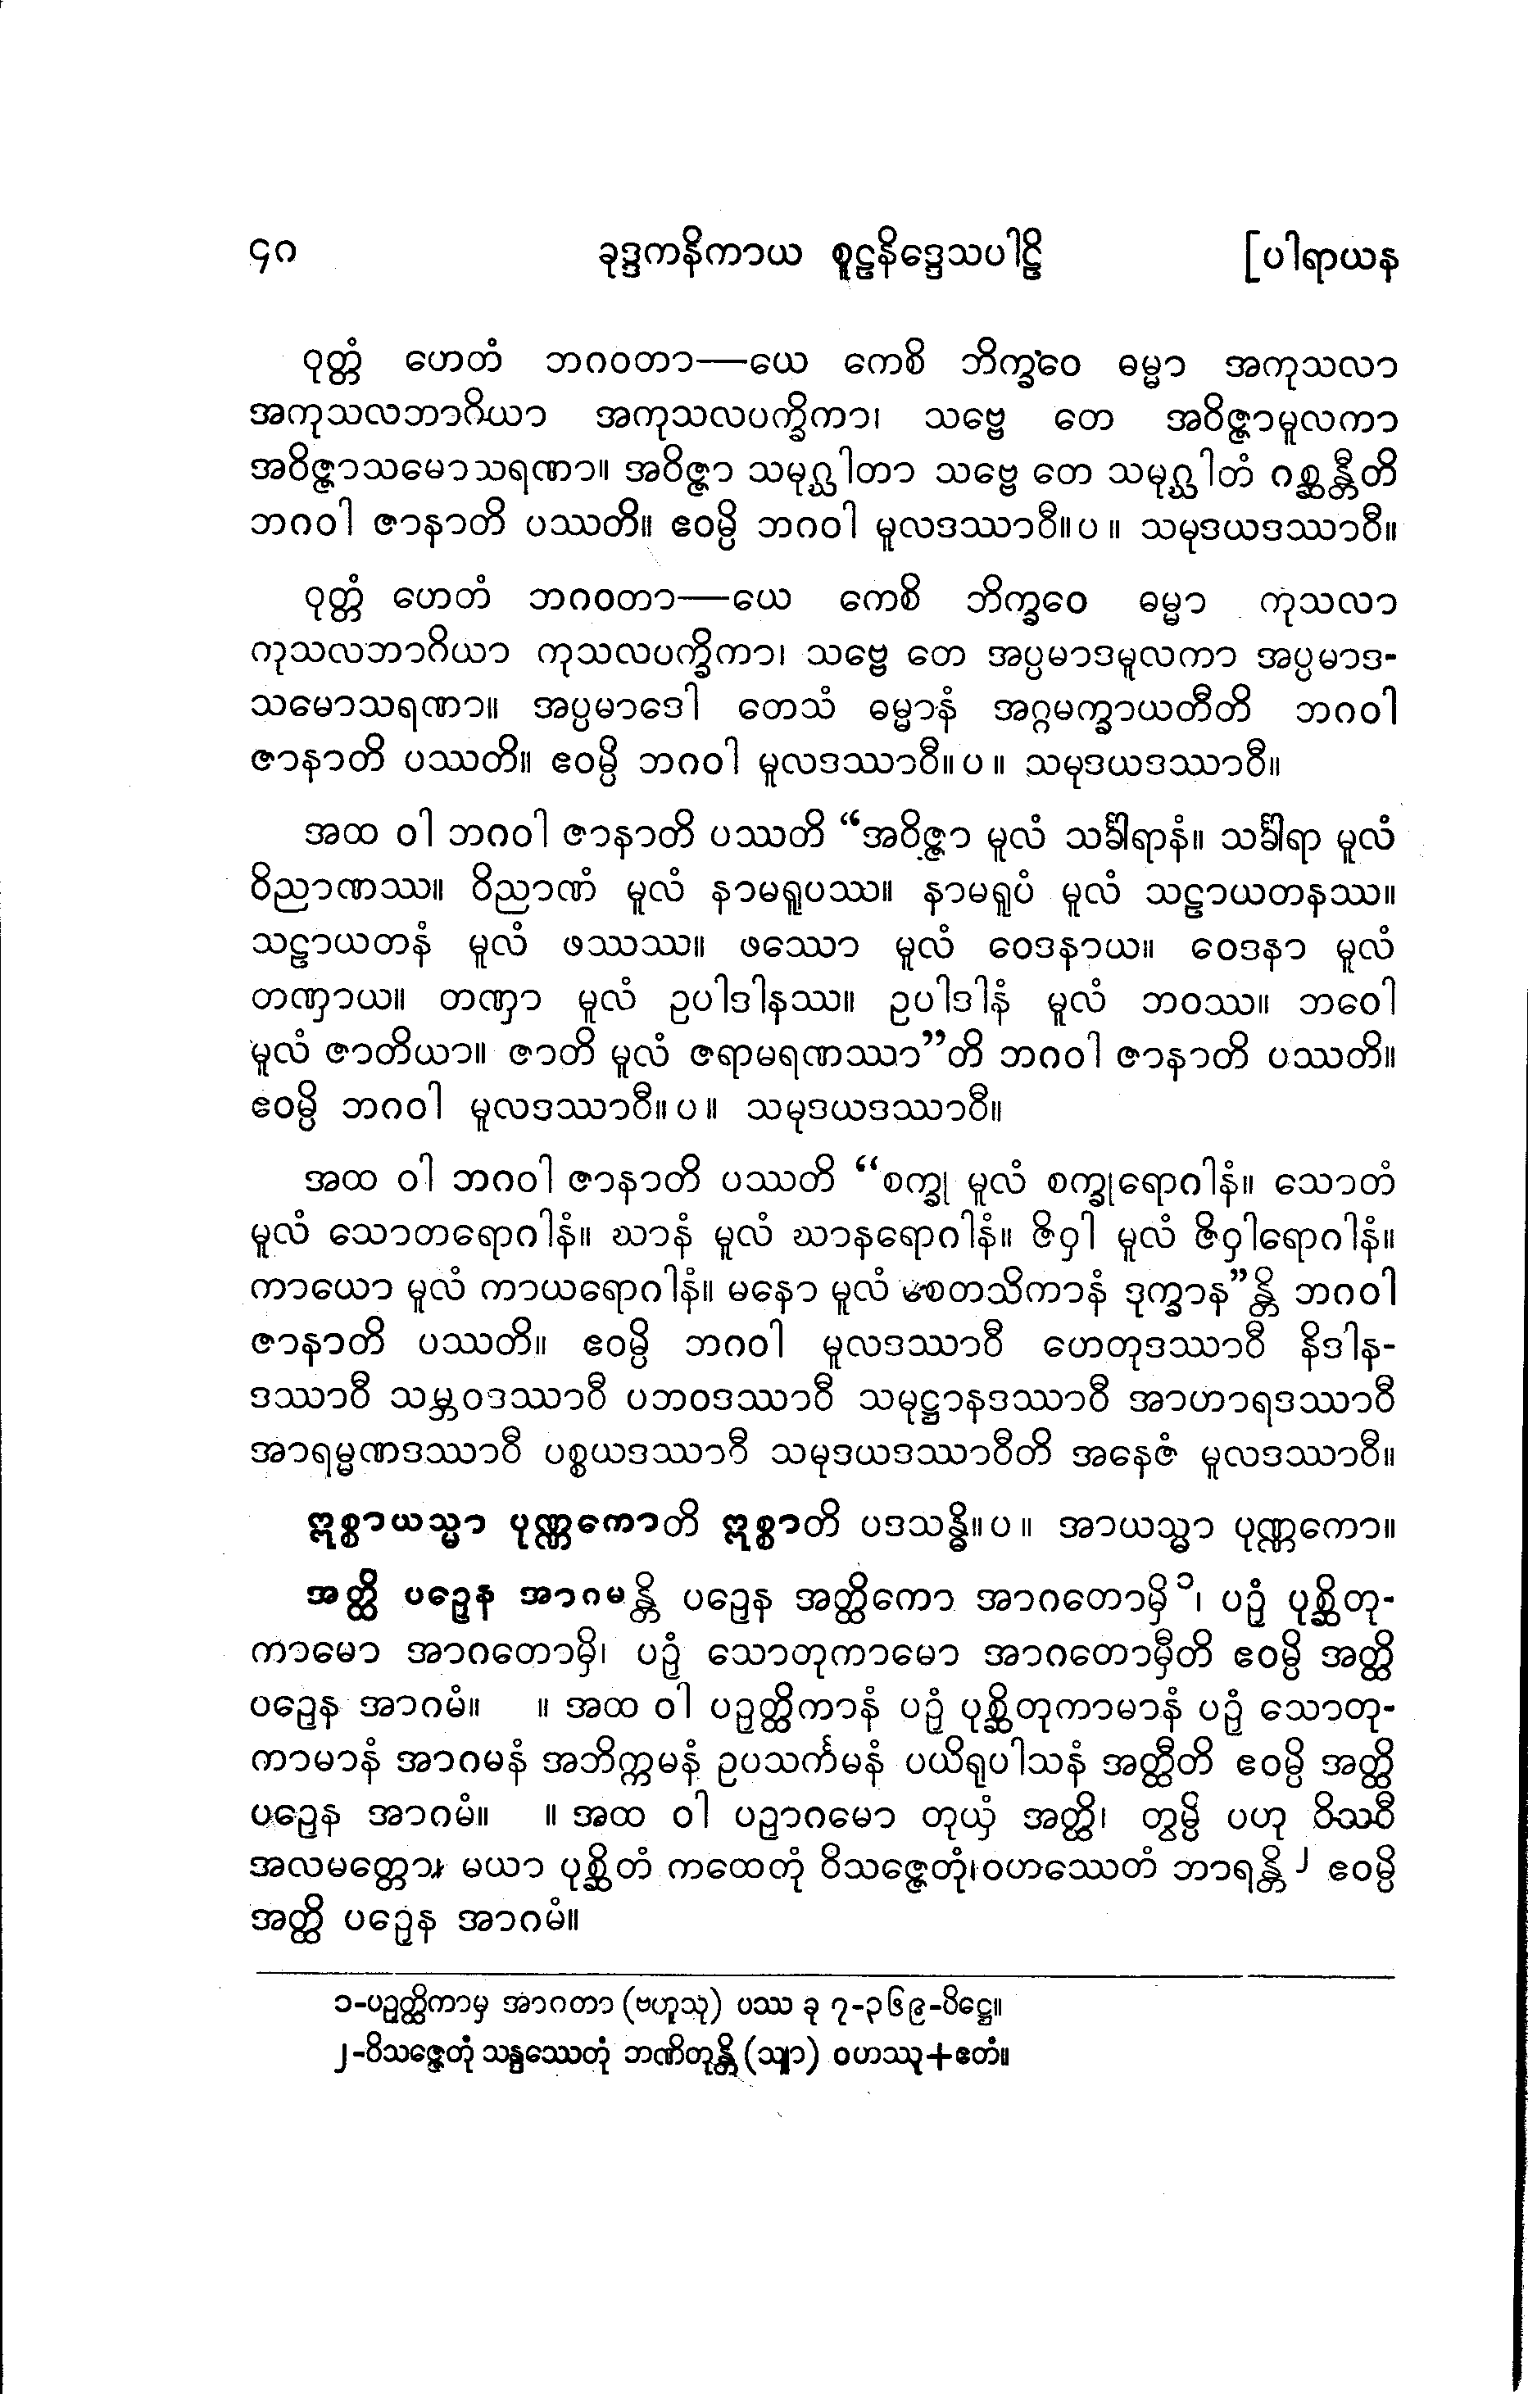 ၄၀ ခုဒ္ဒကနိကာယ စူဠနိဒ္ဒေသပါဠိ [ပါရာယန
ဝုတ္တံ ဟေတံ ဘဂဝတာ—ယေ ကေစိ ဘိက္ခဝေ ဓမ္မာ အကုသလာ
အကုသလဘာဂိယာ အကုသလပက္ခိကာ၊ သဗ္ဗေ တေ အဝိဇ္ဇာမူလကာ
အဝိဇ္ဇာသမောသရဏာ။ အဝိဇ္ဇာ သမုဂ္ဃါတာ သဗ္ဗေ တေ သမုဂ္ဃါတံ ဂစ္ဆန္တီတိ
ဘဂဝါ ဇာနာတိ ပဿတိ။ ဧဝမ္ပိ ဘဂဝါ မူလဒဿာဝီ။ပ။ သမုဒယဒဿာဝီ။
ဝုတ္တံ ဟေတံ ဘဂဝတာ—ယေ ကေစိ ဘိက္ခဝေ ဓမ္မာ ကုသလာ
ကုသလဘာဂိယာ ကုသလပက္ခိကာ၊ သဗ္ဗေ တေ အပ္ပမာဒမူလကာ အပ္ပမာဒ-
သမောသရဏာ။ အပ္ပမာဒေါ တေသံ ဓမ္မာနံ အဂ္ဂမက္ခာယတီတိ ဘဂဝါ
ဇာနာတိ ပဿတိ။ ဧဝမ္ပိ ဘဂဝါ မူလဒဿာဝီ။ပ။ သမုဒယဒဿာဝီ။
အထ ဝါ ဘဂဝါ ဇာနာတိ ပဿတိ “အဝိဇ္ဇာ မူလံ သင်္ခါရာနံ။ သင်္ခါရာ မူလံ
ဝိညာဏဿ။ ဝိညာဏံ မူလံ နာမရူပဿ။ နာမရူပံ မူလံ သဠာယတနဿ။
သဠာယတနံ မူလံ ဖဿဿ။ ဖဿော မူလံ ဝေဒနာယ။ ဝေဒနာ မူလံ
တဏှာယ။ တဏှာ မူလံ ဥပါဒါနဿ။ ဥပါဒါနံ မူလံ ဘဝဿ။ ဘဝေါ
မူလံ ဇာတိယာ။ ဇာတိ မူလံ ဇရာမရဏဿာ”တိ ဘဂဝါ ဇာနာတိ ပဿတိ။
ဧဝမ္ပိ ဘဂဝါ မူလဒဿာဝီ။ပ။ သမုဒယဒဿာဝီ။
အထ ဝါ ဘဂဝါ ဇာနာတိ ပဿတိ “စက္ခု မူလံ စက္ခုရောဂါနံ။ သောတံ
မူလံ သောတရောဂါနံ။ ဃာနံ မူလံ ဃာနရောဂါနံ။ ဇိဝှါ မူလံ ဇိဝှါရောဂါနံ။
ကာယော မူလံ ကာယရောဂါနံ။ မနော မူလံ စေတသိကာနံ ဒုက္ခာန”န္တိ ဘဂဝါ
ဇာနာတိ ပဿတိ။ ဧဝမ္ပိ ဘဂဝါ မူလဒဿာဝီ ဟေတုဒဿာဝီ နိဒါန-
ဒဿာဝီ သမ္ဘဝဒဿာဝီ ပဘဝဒဿာဝီ သမုဋ္ဌာနဒဿာဝီ အာဟာရဒဿာဝီ
အာရမ္မဏဒဿာဝီ ပစ္စယဒဿာဝီ သမုဒယဒဿာဝီတိ အနေဇံ မူလဒဿာဝီ။
ဣစ္စာယသ္မာ ပုဏ္ဏကောတိ ဣစ္စာတိ ပဒသန္ဓိ။ပ။ အာယသ္မာ ပုဏ္ဏကော။
အတ္ထိ ပဉှေန အာဂမန္တိ ပဉှေန အတ္ထိကော အာဂတောမှိ၁၊ ပဉှံ ပုစ္ဆိတု-
ကာမော အာဂတောမှိ၊ ပဉှံ သောတုကာမော အာဂတောမှီတိ ဧဝမ္ပိ အတ္ထိ
ပဉှေန အာဂမံ။ ။ အထ ဝါ ပဉှတ္ထိကာနံ ပဉှံ ပုစ္ဆိတုကာမာနံ ပဉှံ သောတု-
ကာမာနံ အာဂမနံ အဘိက္ကမနံ ဥပသင်္ကမနံ ပယိရုပါသနံ အတ္ထီတိ ဧဝမ္ပိ အတ္ထိ
ပဉှေန အာဂမံ။ ။ အထ ဝါ ပဉှာဂမော တုယှံ အတ္ထိ၊ တွမ္ပိ ပဟု ဝိသဝီ
အလမတ္တော၊ မယာ ပုစ္ဆိတံ ကထေတုံ ဝိသဇ္ဇေတုံ၊ဝဟဿေတံ ဘာရန္တိ၂ ဧဝမ္ပိ
အတ္ထိ ပဉှေန အာဂမံ။
၁-ပဉှတ္ထိကာမှ အာဂတာ (ဗဟူသု) ပဿ ခု ၇-၃၆၉-ပိဋ္ဌေ။
၂-ဝိသဇ္ဇေတုံ သန္ဒဿေတုံ ဘဏိတုန္တိ (သျာ) ဝဟဿု+ဧတံ။